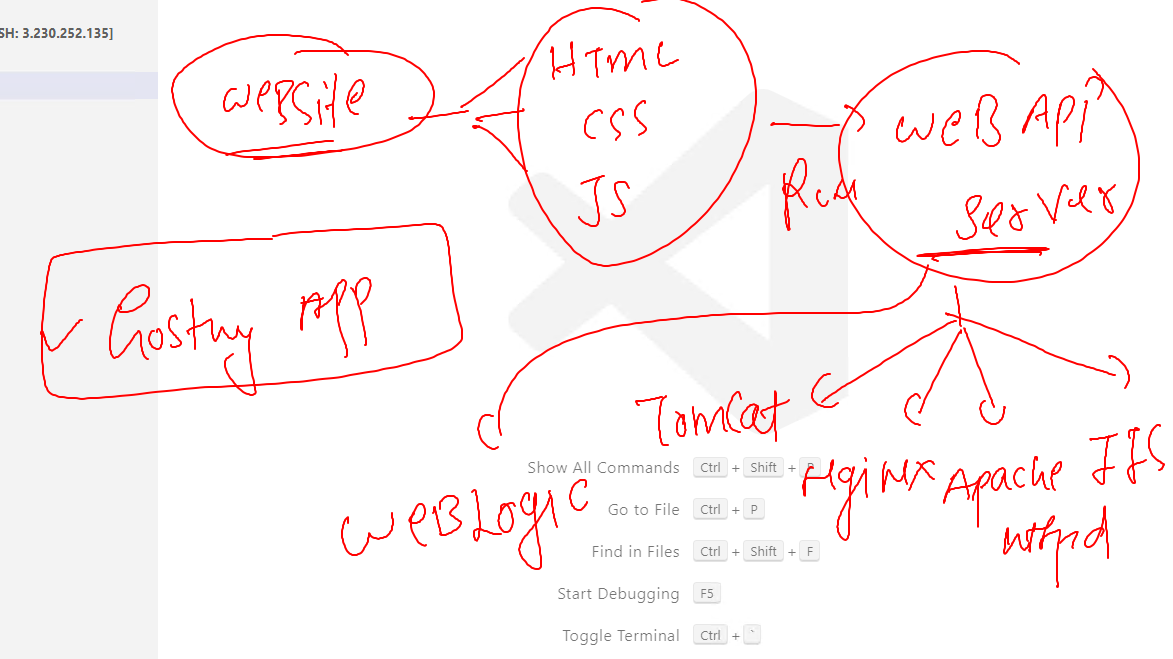 SH: 3.230.252.135]
WEBSITE
HTML
CSS
JS
Run
WEB API
Server
Hosting APP
Tomcat
Nginx
Apache
httpd
IIS
WEBLOGIC
Show All Commands Ctrl + Shift + P
Go to File Ctrl + P
Find in Files Ctrl + Shift + F
Start Debugging F5
Toggle Terminal Ctrl + `